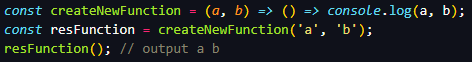 const createNewFunction = (a, b) => () => console.log(a, b);
const resFunction = createNewFunction('a', 'b');
resFunction(); // output a b